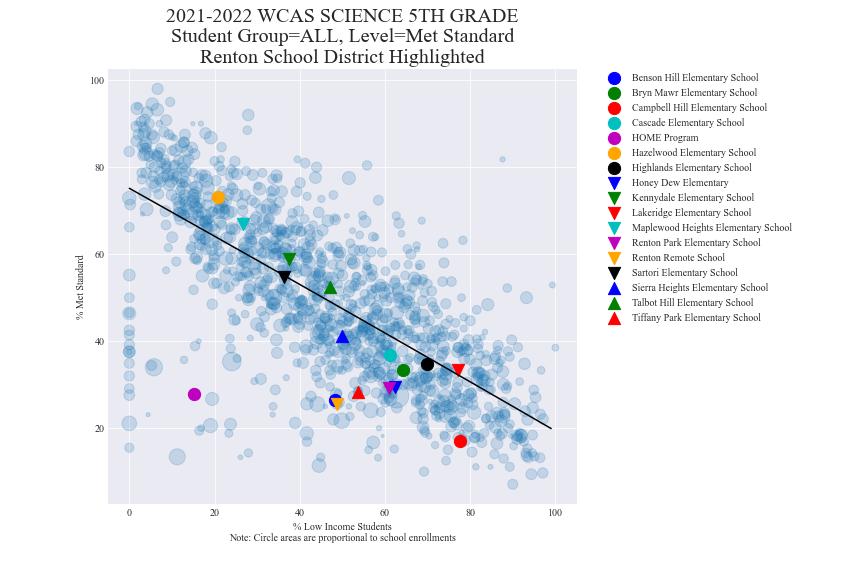 2021-2022 WCAS SCIENCE 5TH GRADE
Student Group=ALL, Level=Met Standard
Renton School District Highlighted
100
80
60
40
20
% Met Standard
0
20
40
60
80
100
% Low Income Students
Note: Circle areas are proportional to school enrollments
Benson Hill Elementary School
Bryn Mawr Elementary School
Campbell Hill Elementary School
Cascade Elementary School
HOME Program
Hazelwood Elementary School
Highlands Elementary School
Honey Dew Elementary
Kennydale Elementary School
Lakeridge Elementary School
Maplewood Heights Elementary School
Renton Park Elementary School
Renton Remote School
Sartori Elementary School
Sierra Heights Elementary School
Talbot Hill Elementary School
Tiffany Park Elementary School